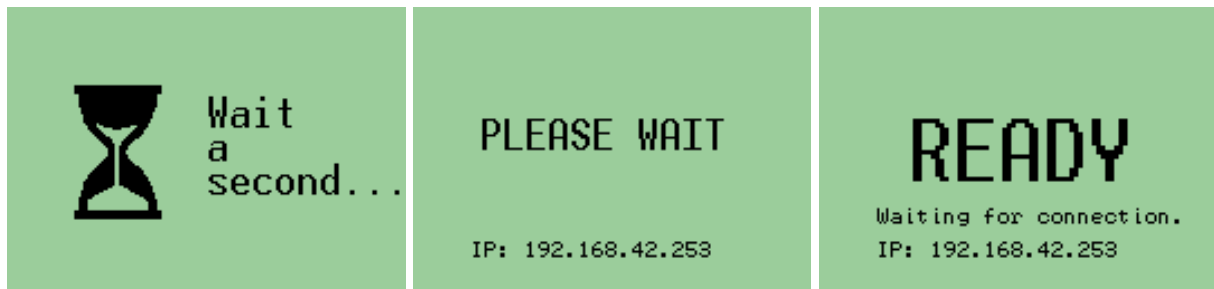 Wait
a
second...
PLEASE WAIT
IP: 192.168.42.253
READY
Waiting for connection.
IP: 192.168.42.253